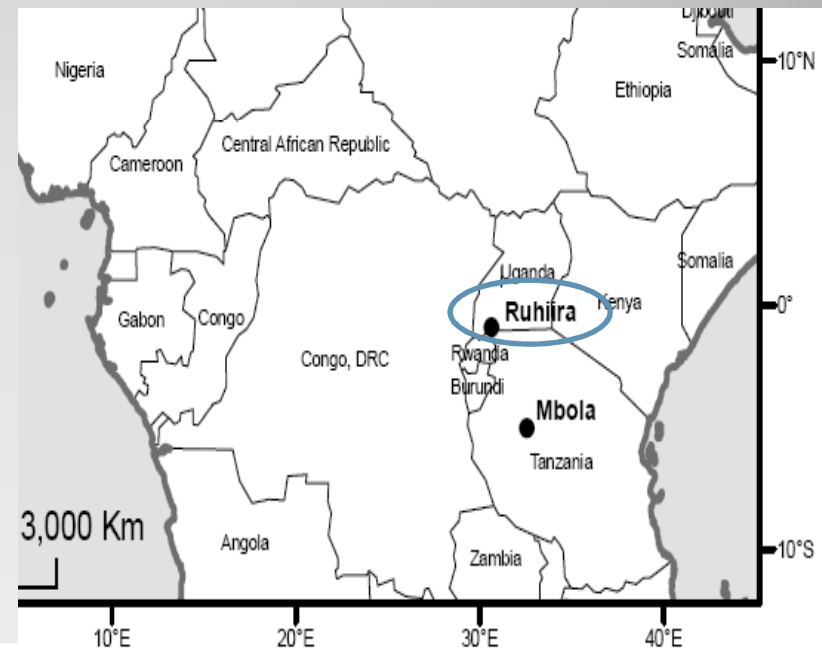 Djibouti
Somalia
10°N
Nigeria
Ethiopia
Central African Republic
Cameroon
Somalia
Uganda
Kenya
0°
Ruhiira
Gabon
Congo
Congo, DRC
Rwanda
Burundi
Mbola
Tanzania
3,000 Km
Angola
Zambia
10°S
10°E
20°E
30°E
40°E